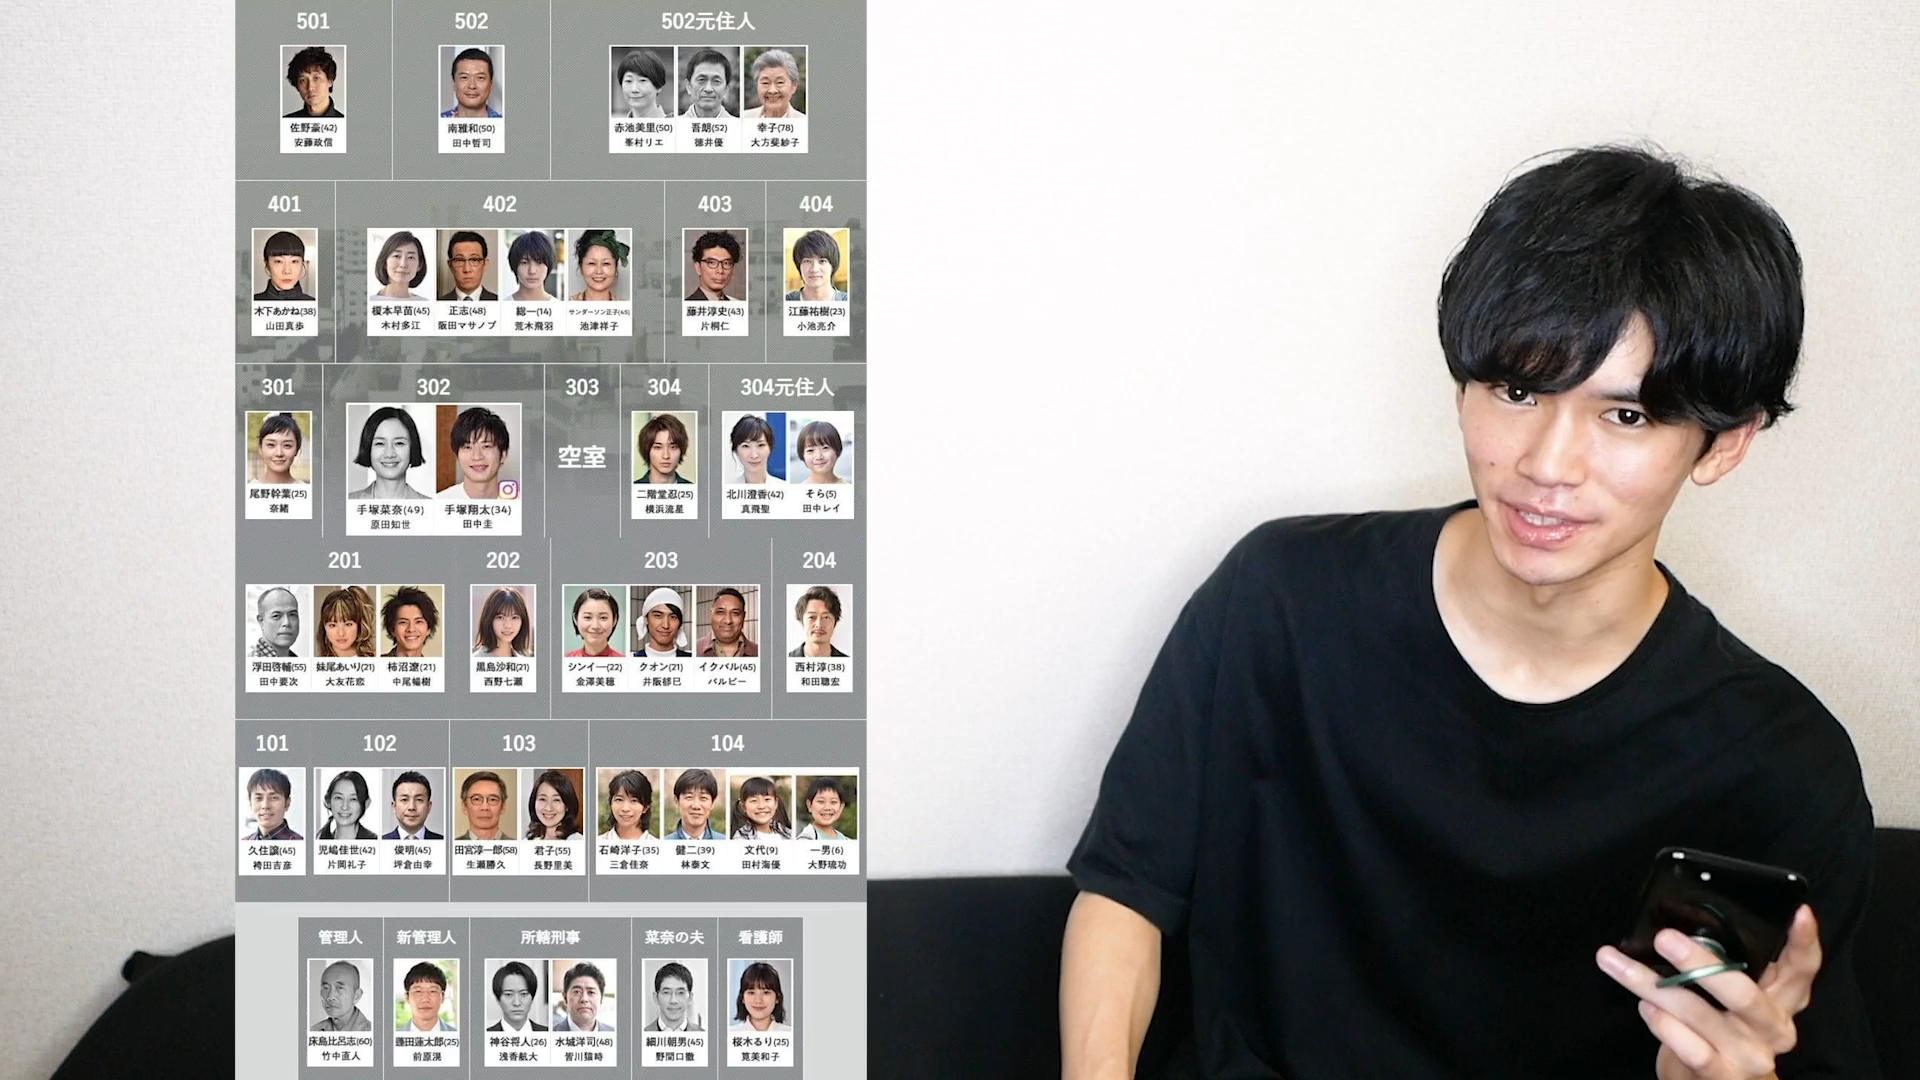 501
502
502元住人
佐野豪(42)
安藤政信
南雅和(50)
田中哲司
赤池美里(50)
峯村リエ
吾朗(52)
徳井優
幸子(78)
大方斐紗子
401
402
403
404
木下あかね(38)
山田真歩
榎本早苗(45)
木村多江
正志(48)
阪田マサノブ
総一(14)
荒木飛羽
サンダーソン正子(45)
池津祥子
藤井淳史(43)
片桐仁
江藤祐樹(23)
小池亮介
301
302
303
304
304元住人
尾野幹葉(25)
奈緒
手塚菜奈(49)
原田知世
手塚翔太(34)
田中圭
空室
二階堂忍(25)
横浜流星
北川澄香(42)
真飛聖
そら(5)
田中レイ
201
202
203
204
浮田啓輔(55)
田中要次
妹尾あいり(21)
大友花恋
柿沼遼(21)
中尾暢樹
黒島沙和(21)
西野七瀬
シンイー(22)
金澤美穂
クオン(21)
井阪郁巳
イクバル(45)
バルビー
西村淳(38)
和田聰宏
101
102
103
104
久住譲(45)
袴田吉彦
児嶋佳世(42)
片岡礼子
俊明(45)
坪倉由幸
田宮淳一郎(58)
生瀬勝久
君子(55)
長野里美
石崎洋子(35)
三倉佳奈
健二(39)
林泰文
文代(9)
田村海優
一男(6)
大野琉功
管理人
新管理人
所轄刑事
菜奈の夫
看護師
床島比呂志(60)
竹中直人
蓬田蓮太郎(25)
前原滉
神谷将人(26)
浅香航大
水城洋司(48)
皆川猿時
細川朝男(45)
野間口徹
桜木るり(25)
筧美和子